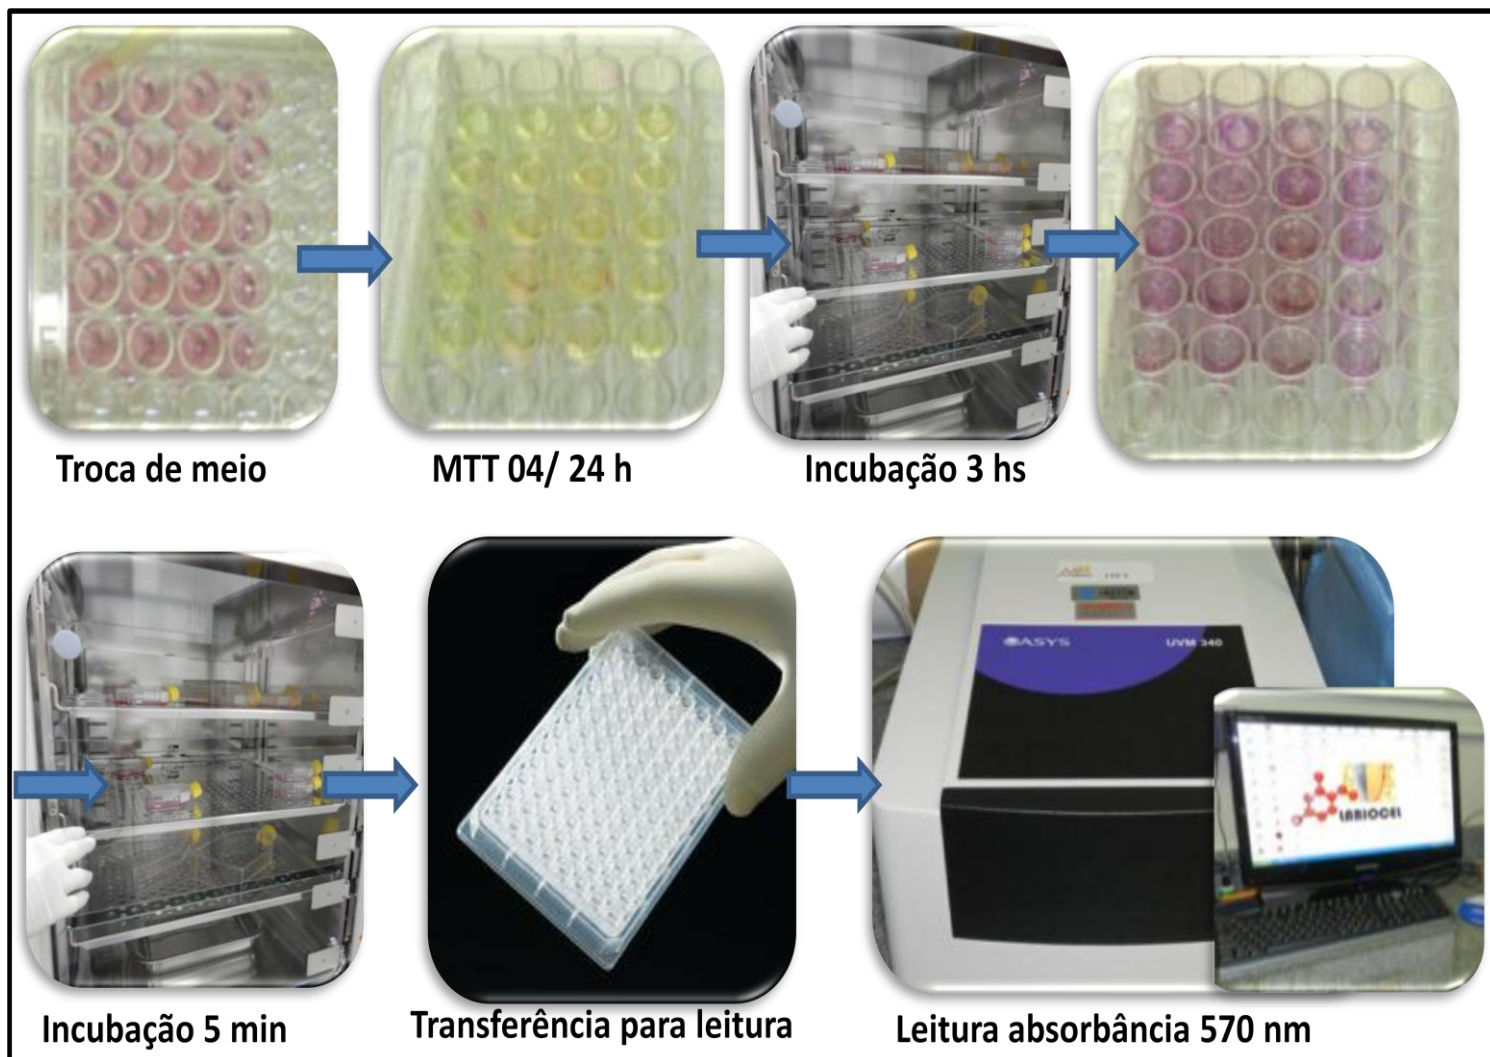 Troca de meio
MTT 04/ 24 h
Incubação 3 hs
Incubação 5 min
Transferência para leitura
Leitura absorbância 570 nm
ASYS
UVM 340
LABIOCEL